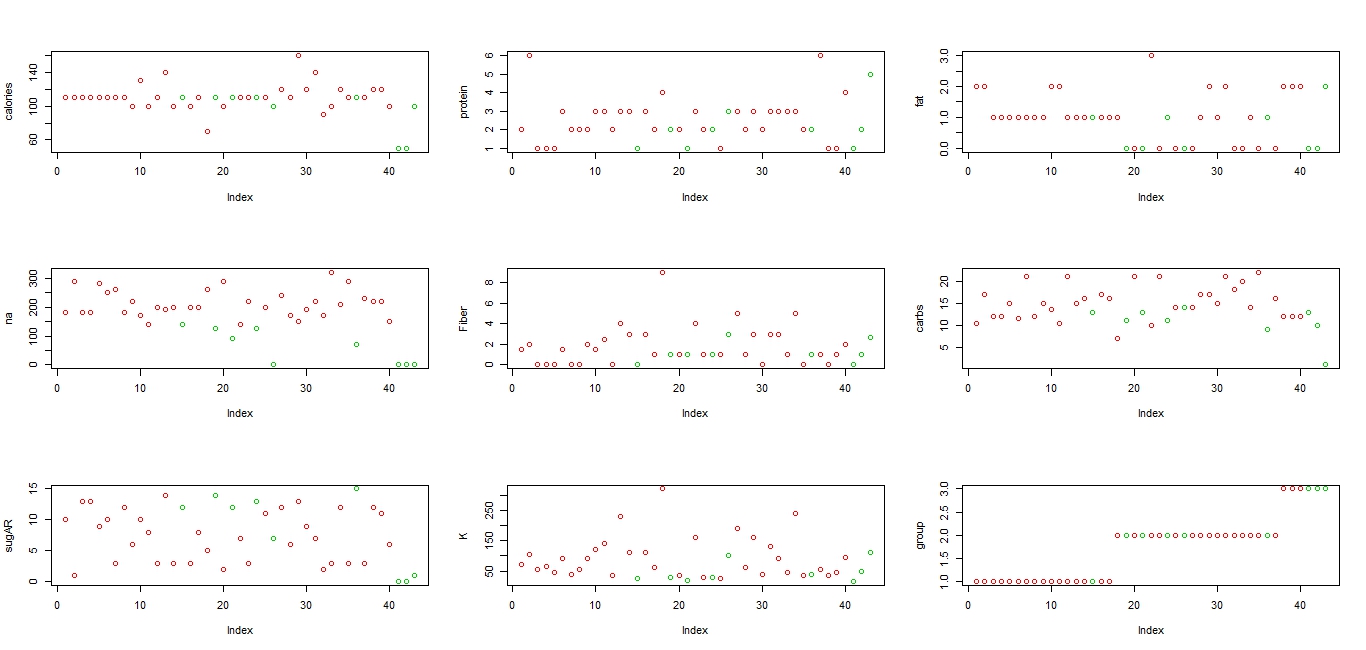 calories
60 100 140
0 10 20 30 40
Index
protein
1 2 3 4 5 6
0 10 20 30 40
Index
fat
0.0 1.0 2.0 3.0
0 10 20 30 40
Index
na
0 100 200 300
0 10 20 30 40
Index
Fiber
0 2 4 6 8
0 10 20 30 40
Index
carbs
5 10 15 20
0 10 20 30 40
Index
sugAR
0 5 10 15
0 10 20 30 40
Index
K
50 150 250
0 10 20 30 40
Index
group
1.0 1.5 2.0 2.5 3.0
0 10 20 30 40
Index